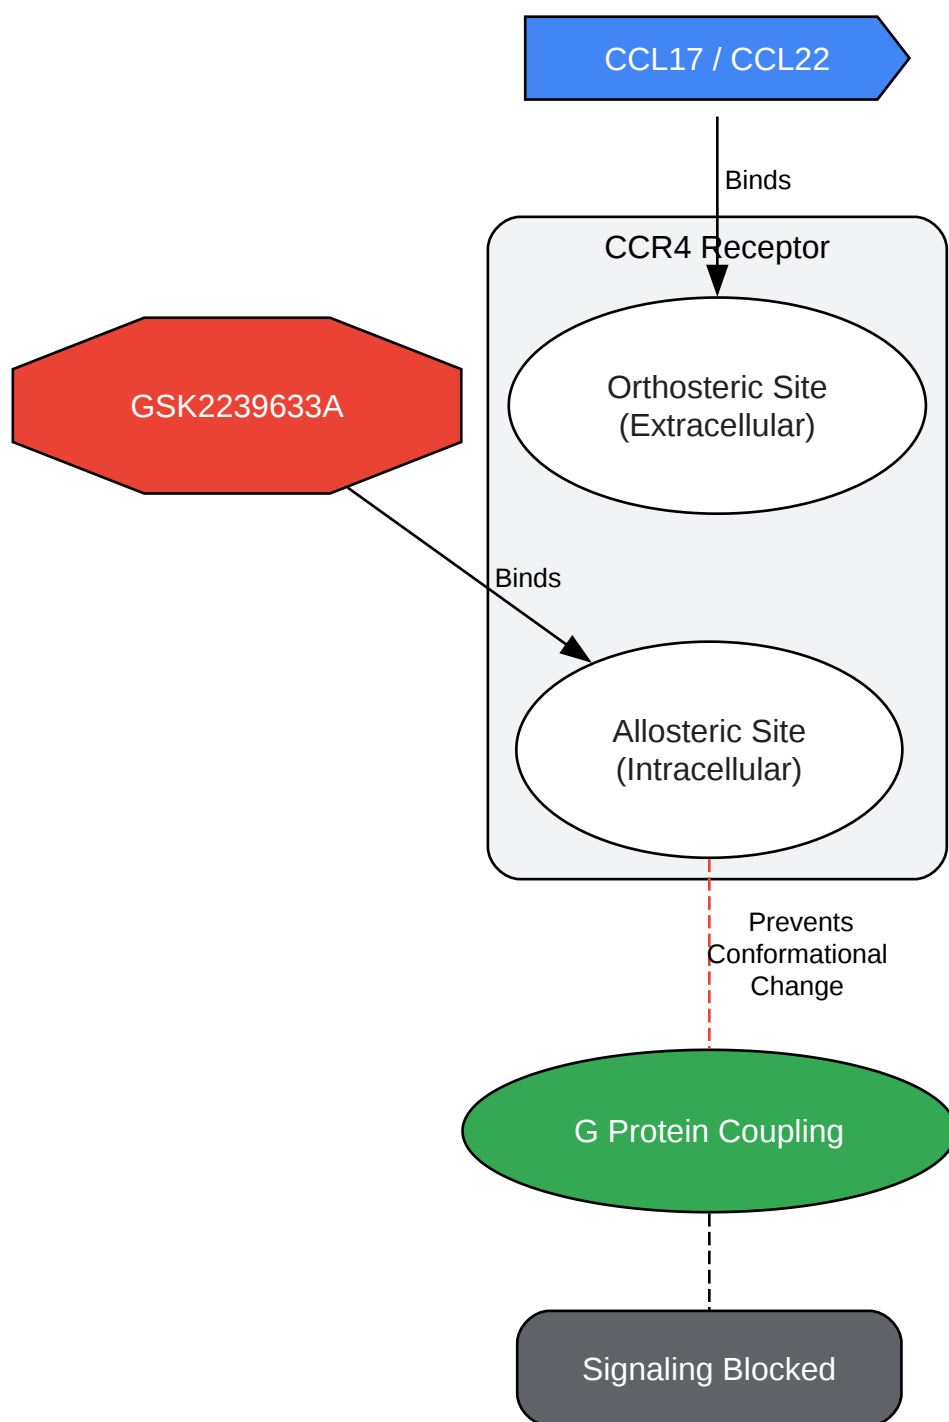 CCL17 / CCL22
Binds
CCR4 Receptor
Orthosteric Site
(Extracellular)
GSK2239633A
Binds
Allosteric Site
(Intracellular)
Prevents
Conformational
Change
G Protein Coupling
Signaling Blocked